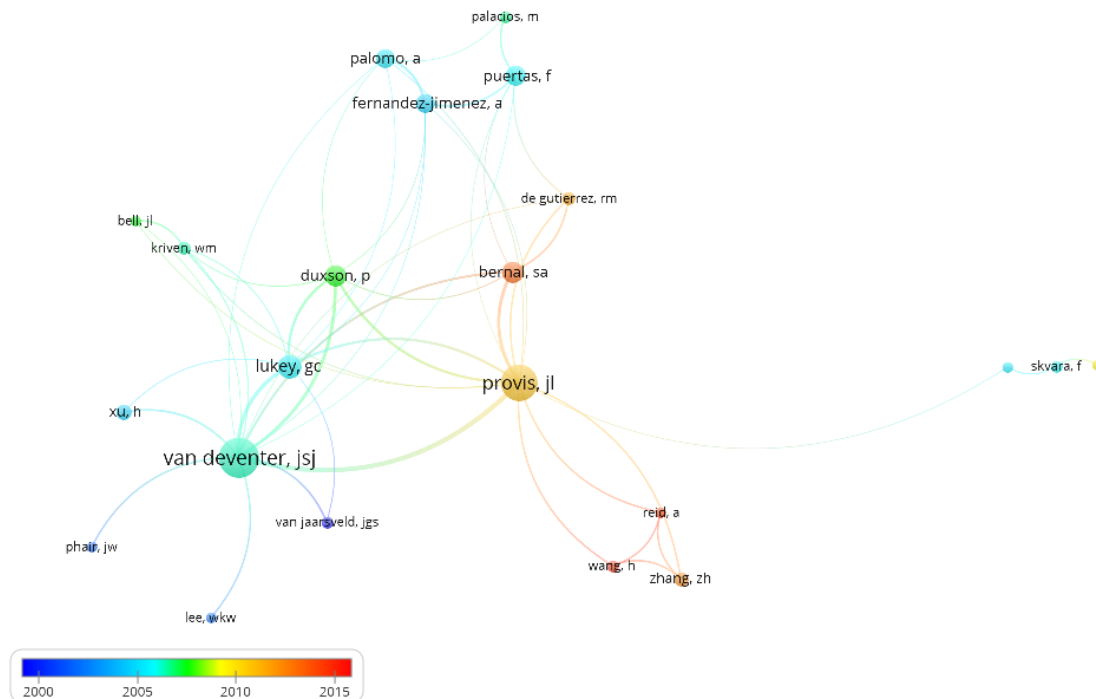 palacios, m
palomo, a
puertas, f
fernandez-jimenez, a
de gutierrez, rm
bell, jl
kriven, wm
duxson, p
bernal, sa
lukey, gc
skvara, f
provis, jl
xu, h
van deventer, jsj
reid, a
van jaarsveld, jgs
phair, jw
wang, h
zhang, zh
lee, wkw
2000 2005 2010 2015